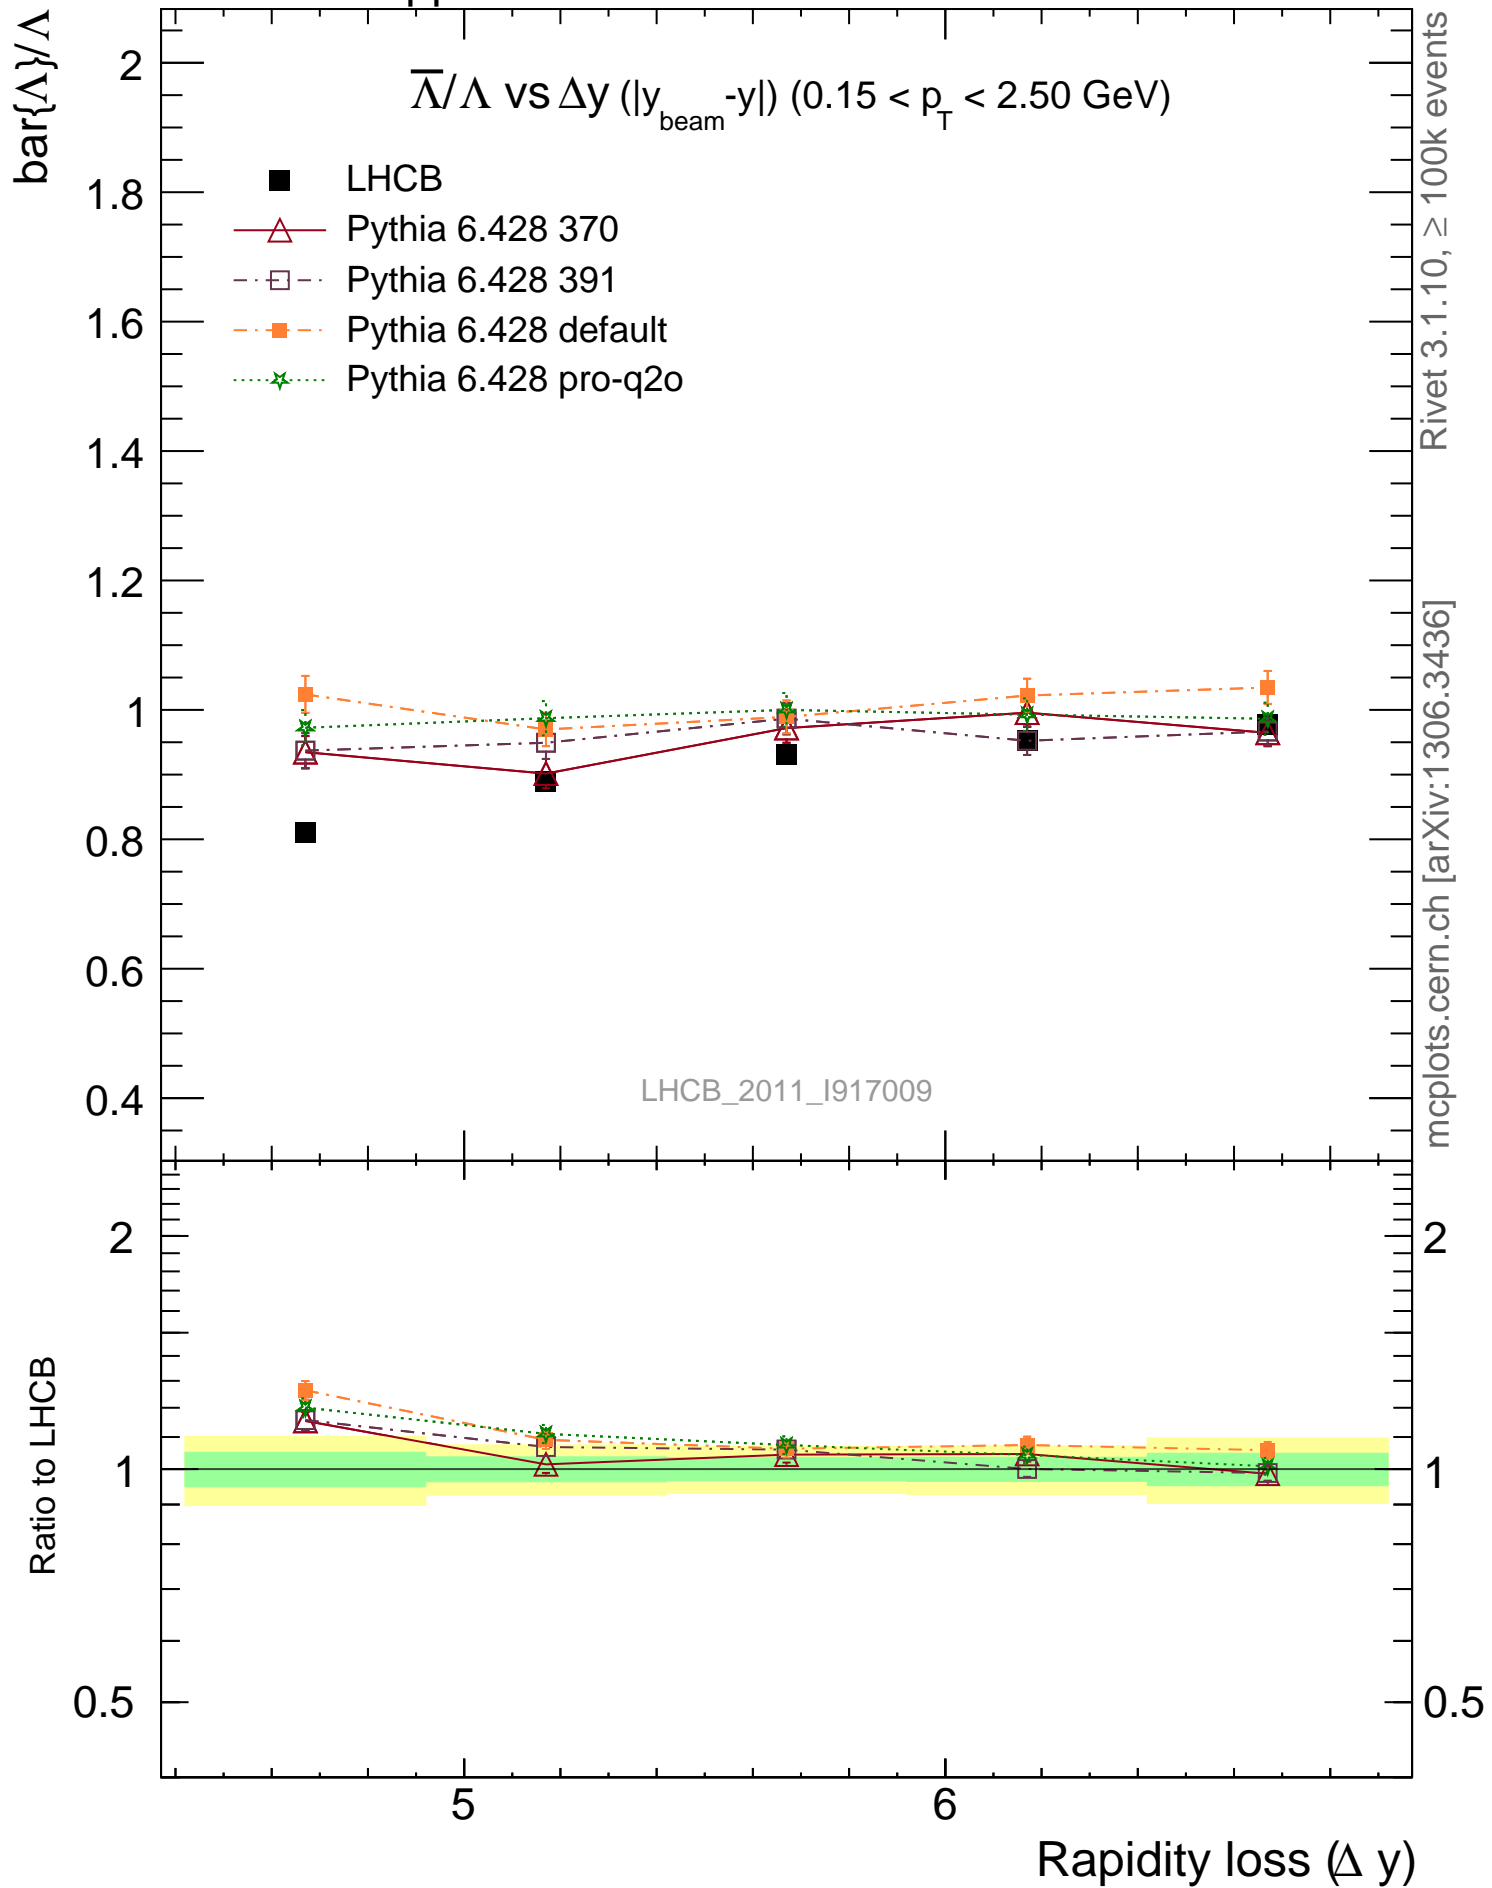 bar{Λ}/Λ
Λ̅/Λ vs Δy (|y_beam-y|) (0.15 < p_T < 2.50 GeV)
LHCB
Pythia 6.428 370
Pythia 6.428 391
Pythia 6.428 default
Pythia 6.428 pro-q2o
2
1.8
1.6
1.4
1.2
1
0.8
0.6
0.4
LHCB_2011_I917009
Rivet 3.1.10, ≥ 100k events
mcplots.cern.ch [arXiv:1306.3436]
Ratio to LHCB
2
1
0.5
2
1
0.5
5
6
Rapidity loss (Δ y)